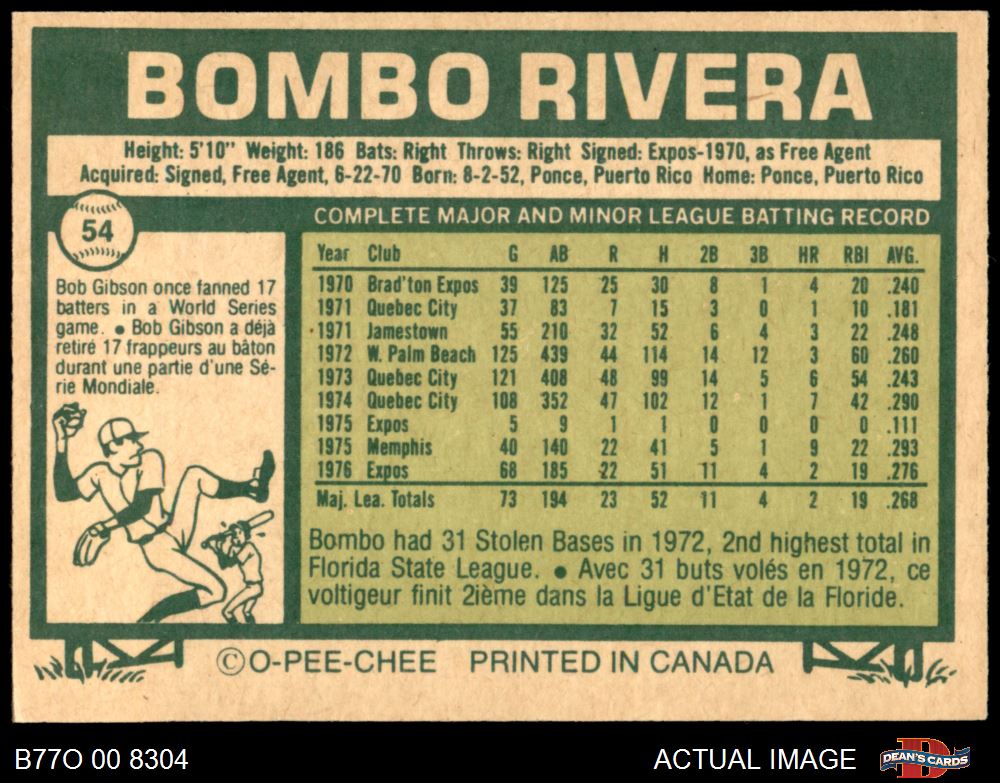 BOMBO RIVERA
Height: 5'10" Weight: 186 Bats: Right Throws: Right Signed: Expos-1970, as Free Agent
Acquired: Signed, Free Agent, 6-22-70 Born: 8-2-52, Ponce, Puerto Rico Home: Ponce, Puerto Rico
54
Bob Gibson once fanned 17
batters in a World Series
game. ● Bob Gibson a déjà
retiré 17 frappeurs au bâton
durant une partie d'une Sé-
rie Mondiale.
COMPLETE MAJOR AND MINOR LEAGUE BATTING RECORD
Year Club G AB R H 2B 3B HR RBI AVG.
1970 Brad'ton Expos 39 125 25 30 8 1 4 20 .240
1971 Quebec City 37 83 7 15 3 0 1 10 .181
1971 Jamestown 55 210 32 52 6 4 3 22 .248
1972 W. Palm Beach 125 439 44 114 14 12 3 60 .260
1973 Quebec City 121 408 48 99 14 5 6 54 .243
1974 Quebec City 108 352 47 102 12 1 7 42 .290
1975 Expos 5 9 1 1 0 0 0 0 .111
1975 Memphis 40 140 22 41 5 1 9 22 .293
1976 Expos 68 185 22 51 11 4 2 19 .276
Maj. Lea. Totals 73 194 23 52 11 4 2 19 .268
Bombo had 31 Stolen Bases in 1972, 2nd highest total in
Florida State League. ● Avec 31 buts volés en 1972, ce
voltigeur finit 2ième dans la Ligue d'Etat de la Floride.
©O-PEE-CHEE PRINTED IN CANADA
B77O 00 8304
ACTUAL IMAGE
D
DEAN'S CARDS